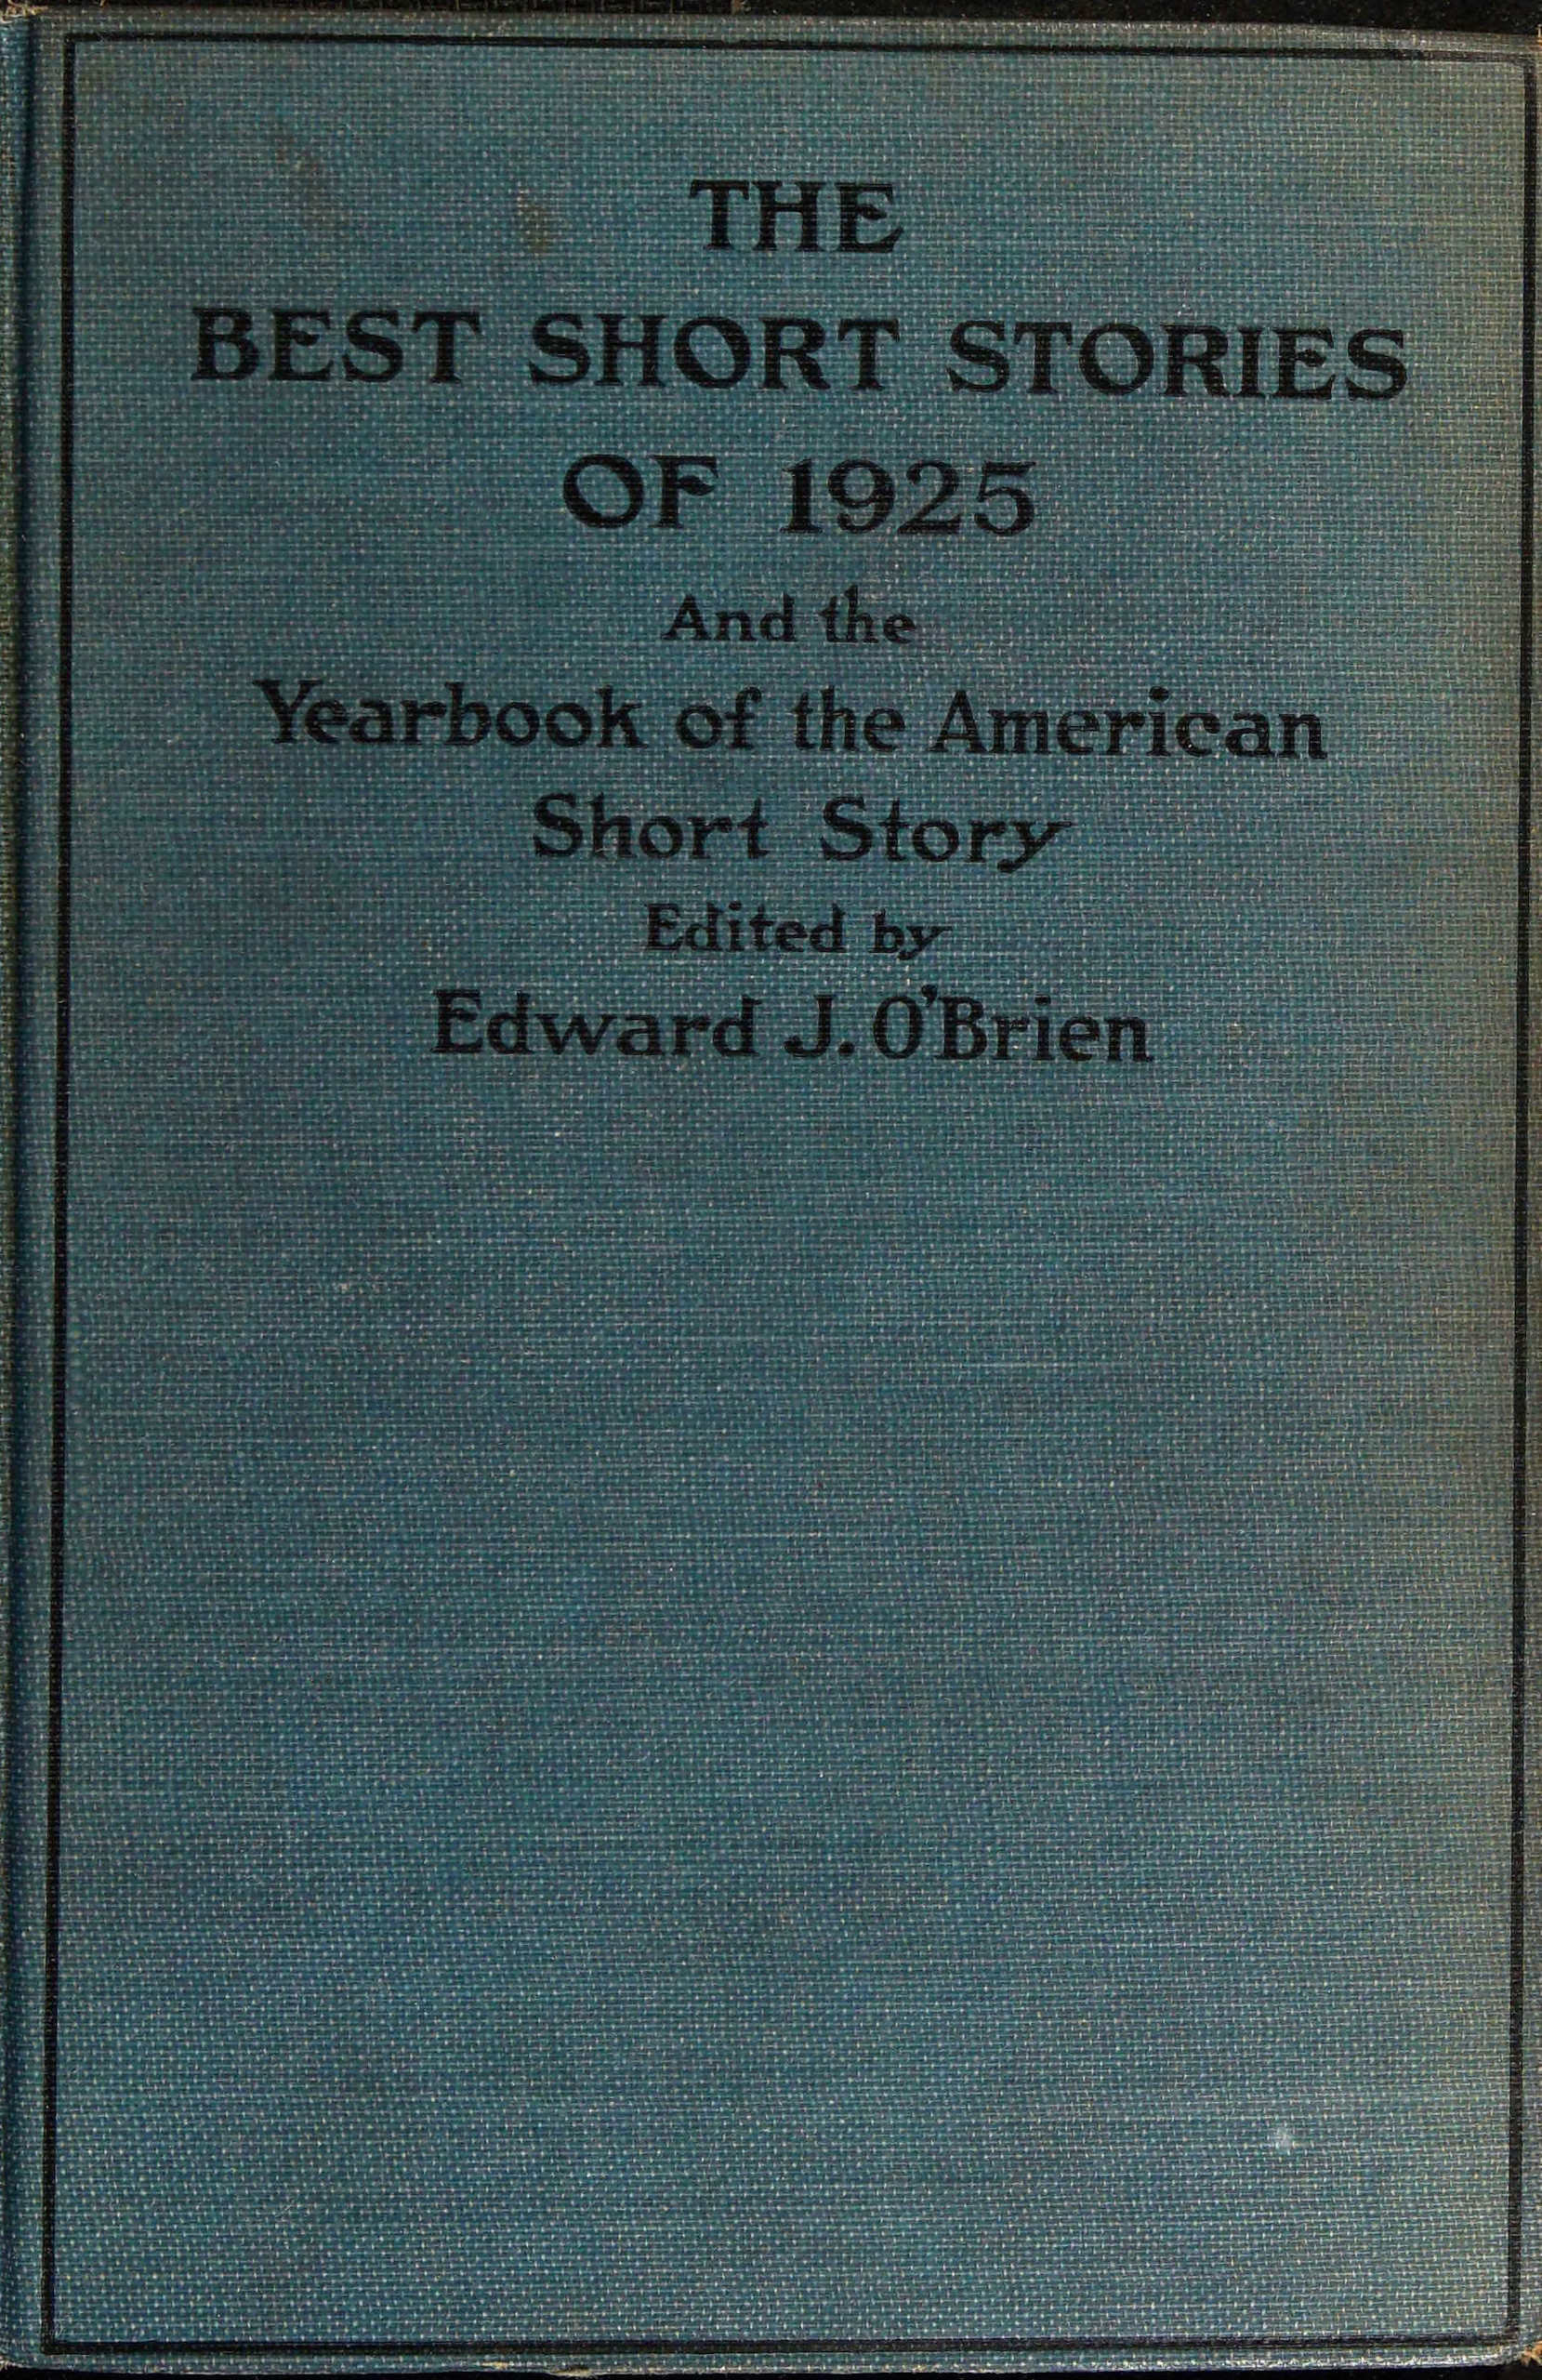 THE
BEST SHORT STORIES
OF 1925
And the
Yearbook of the American
Short Story
Edited by
Edward J. O'Brien